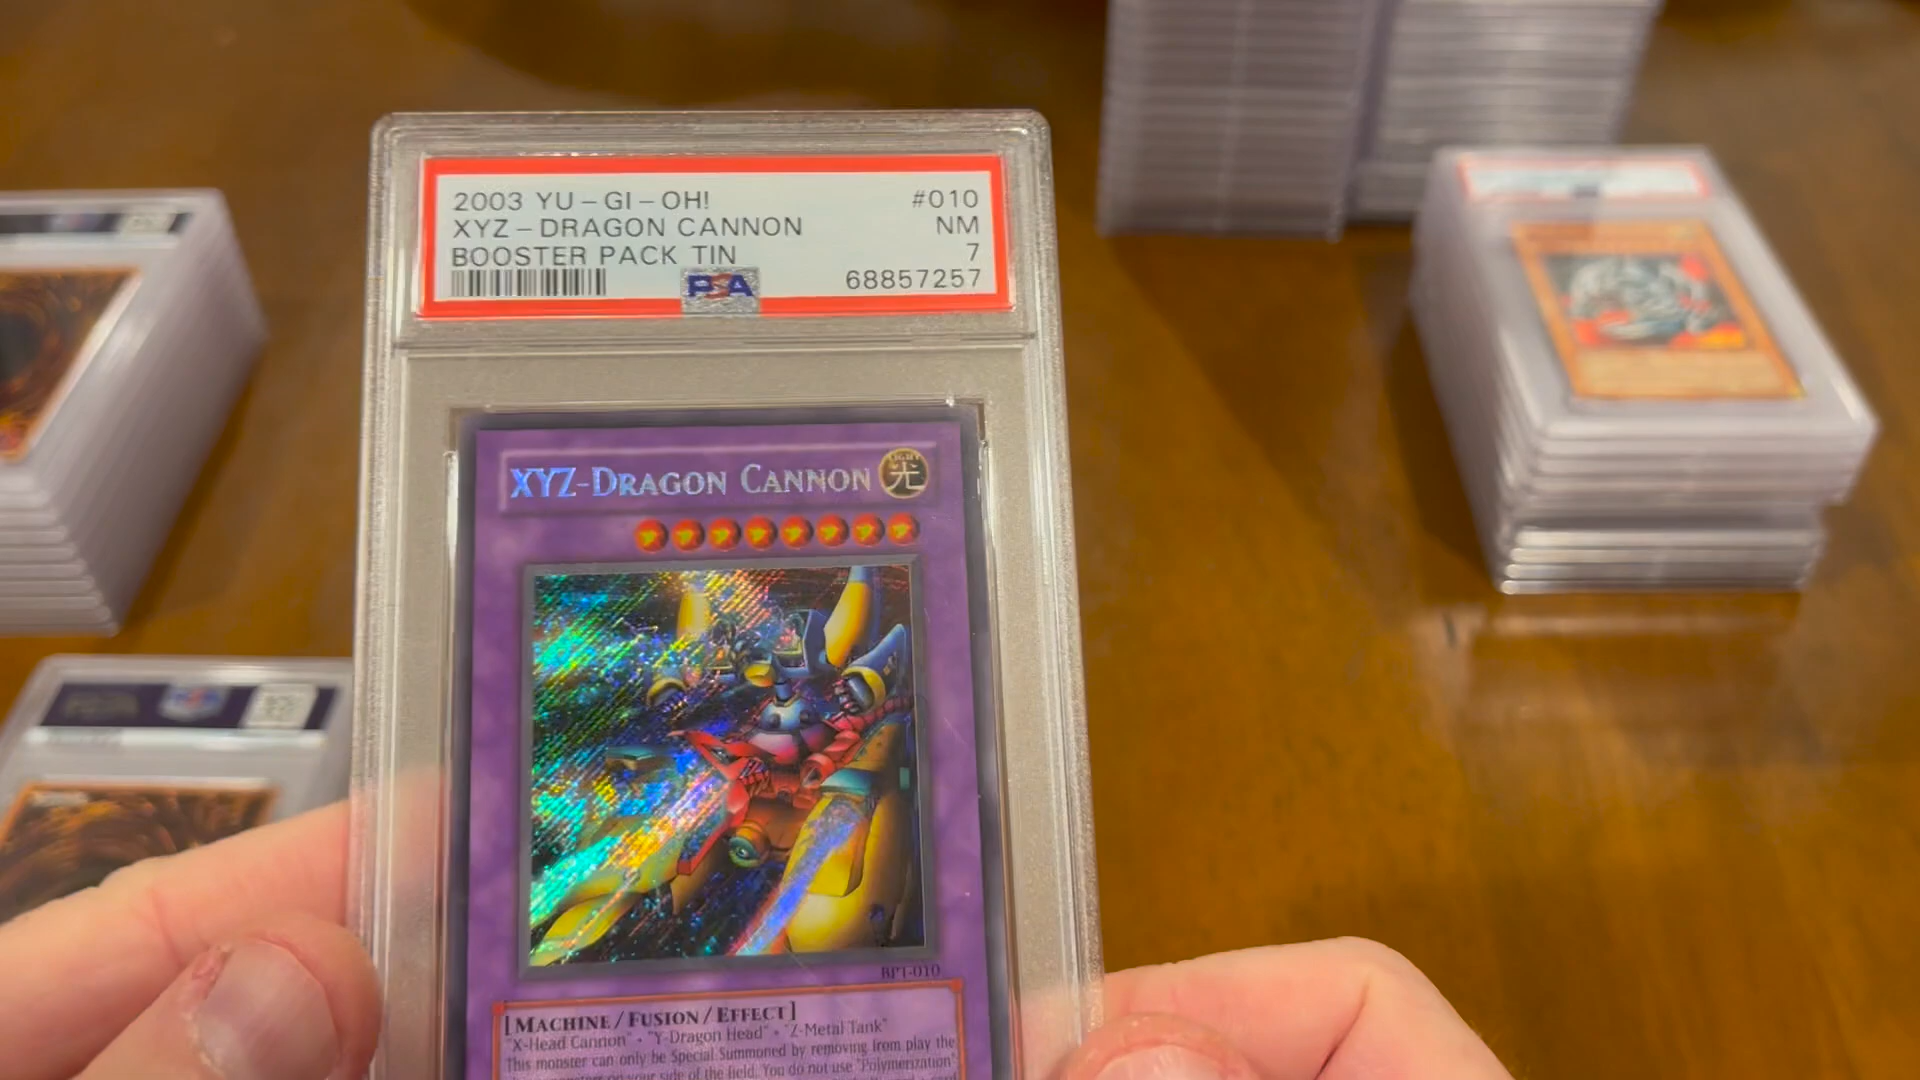 2003 YU-GI-OH! #010
XYZ-DRAGON CANNON NM
BOOSTER PACK TIN 7
PSA 68857257
XYZ-DRAGON CANNON
LIGHT
光
BPT-010
[MACHINE/FUSION/EFFECT]
"X-Head Cannon" • "Y-Dragon Head" • "Z-Metal Tank"
This monster can only be Special Summoned by removing from play the
on your side of the field. You do not use "Polymerization"